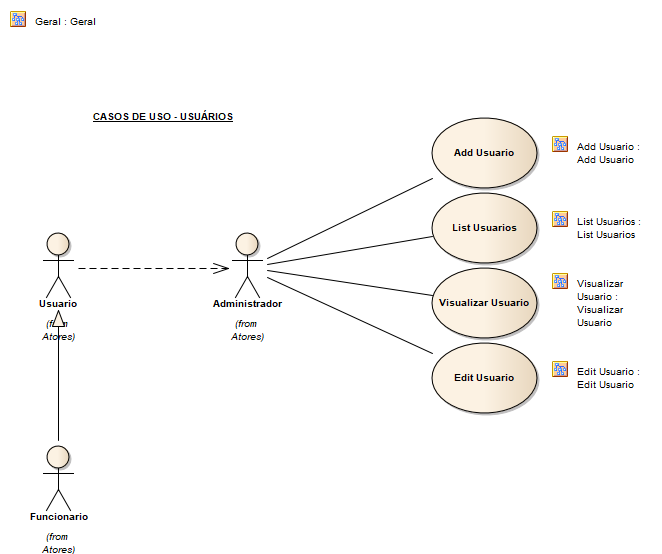 Geral : Geral
CASOS DE USO - USUÁRIOS
Add Usuario
Add Usuario :
Add Usuario
List Usuarios
List Usuarios :
List Usuarios
Visualizar Usuario
Visualizar
Usuario :
Visualizar
Usuario
Edit Usuario
Edit Usuario :
Edit Usuario
Usuario
(from
Atores)
Administrador
(from
Atores)
Funcionario
(from
Atores)